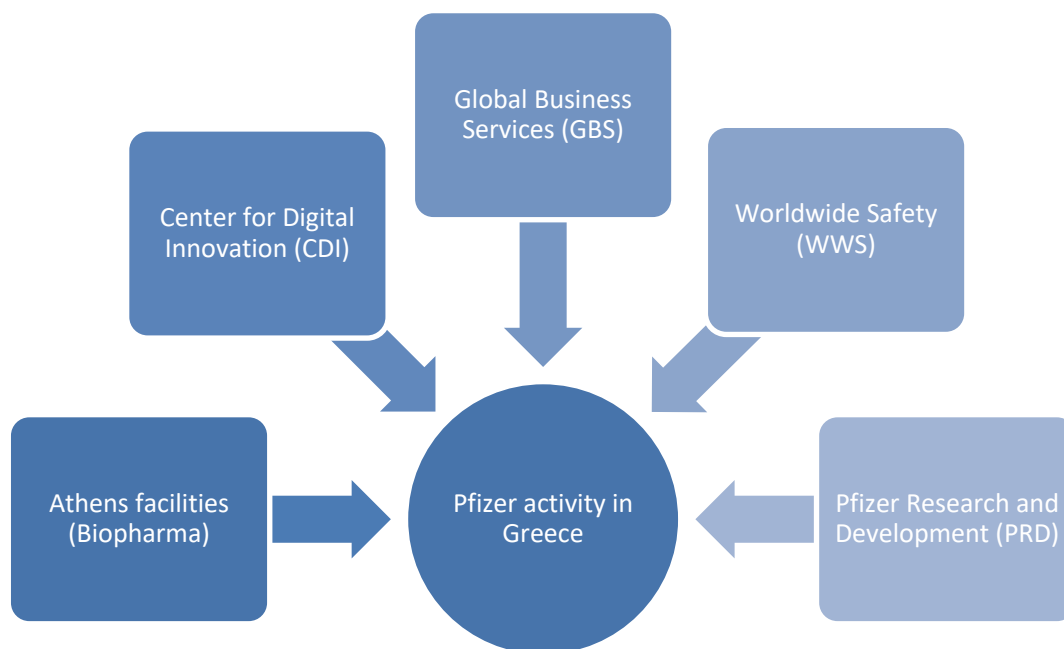 Global Business
Services (GBS)
Center for Digital
Innovation (CDI)
Worldwide Safety
(WWS)
Athens facilities
(Biopharma)
Pfizer activity in
Greece
Pfizer Research and
Development (PRD)